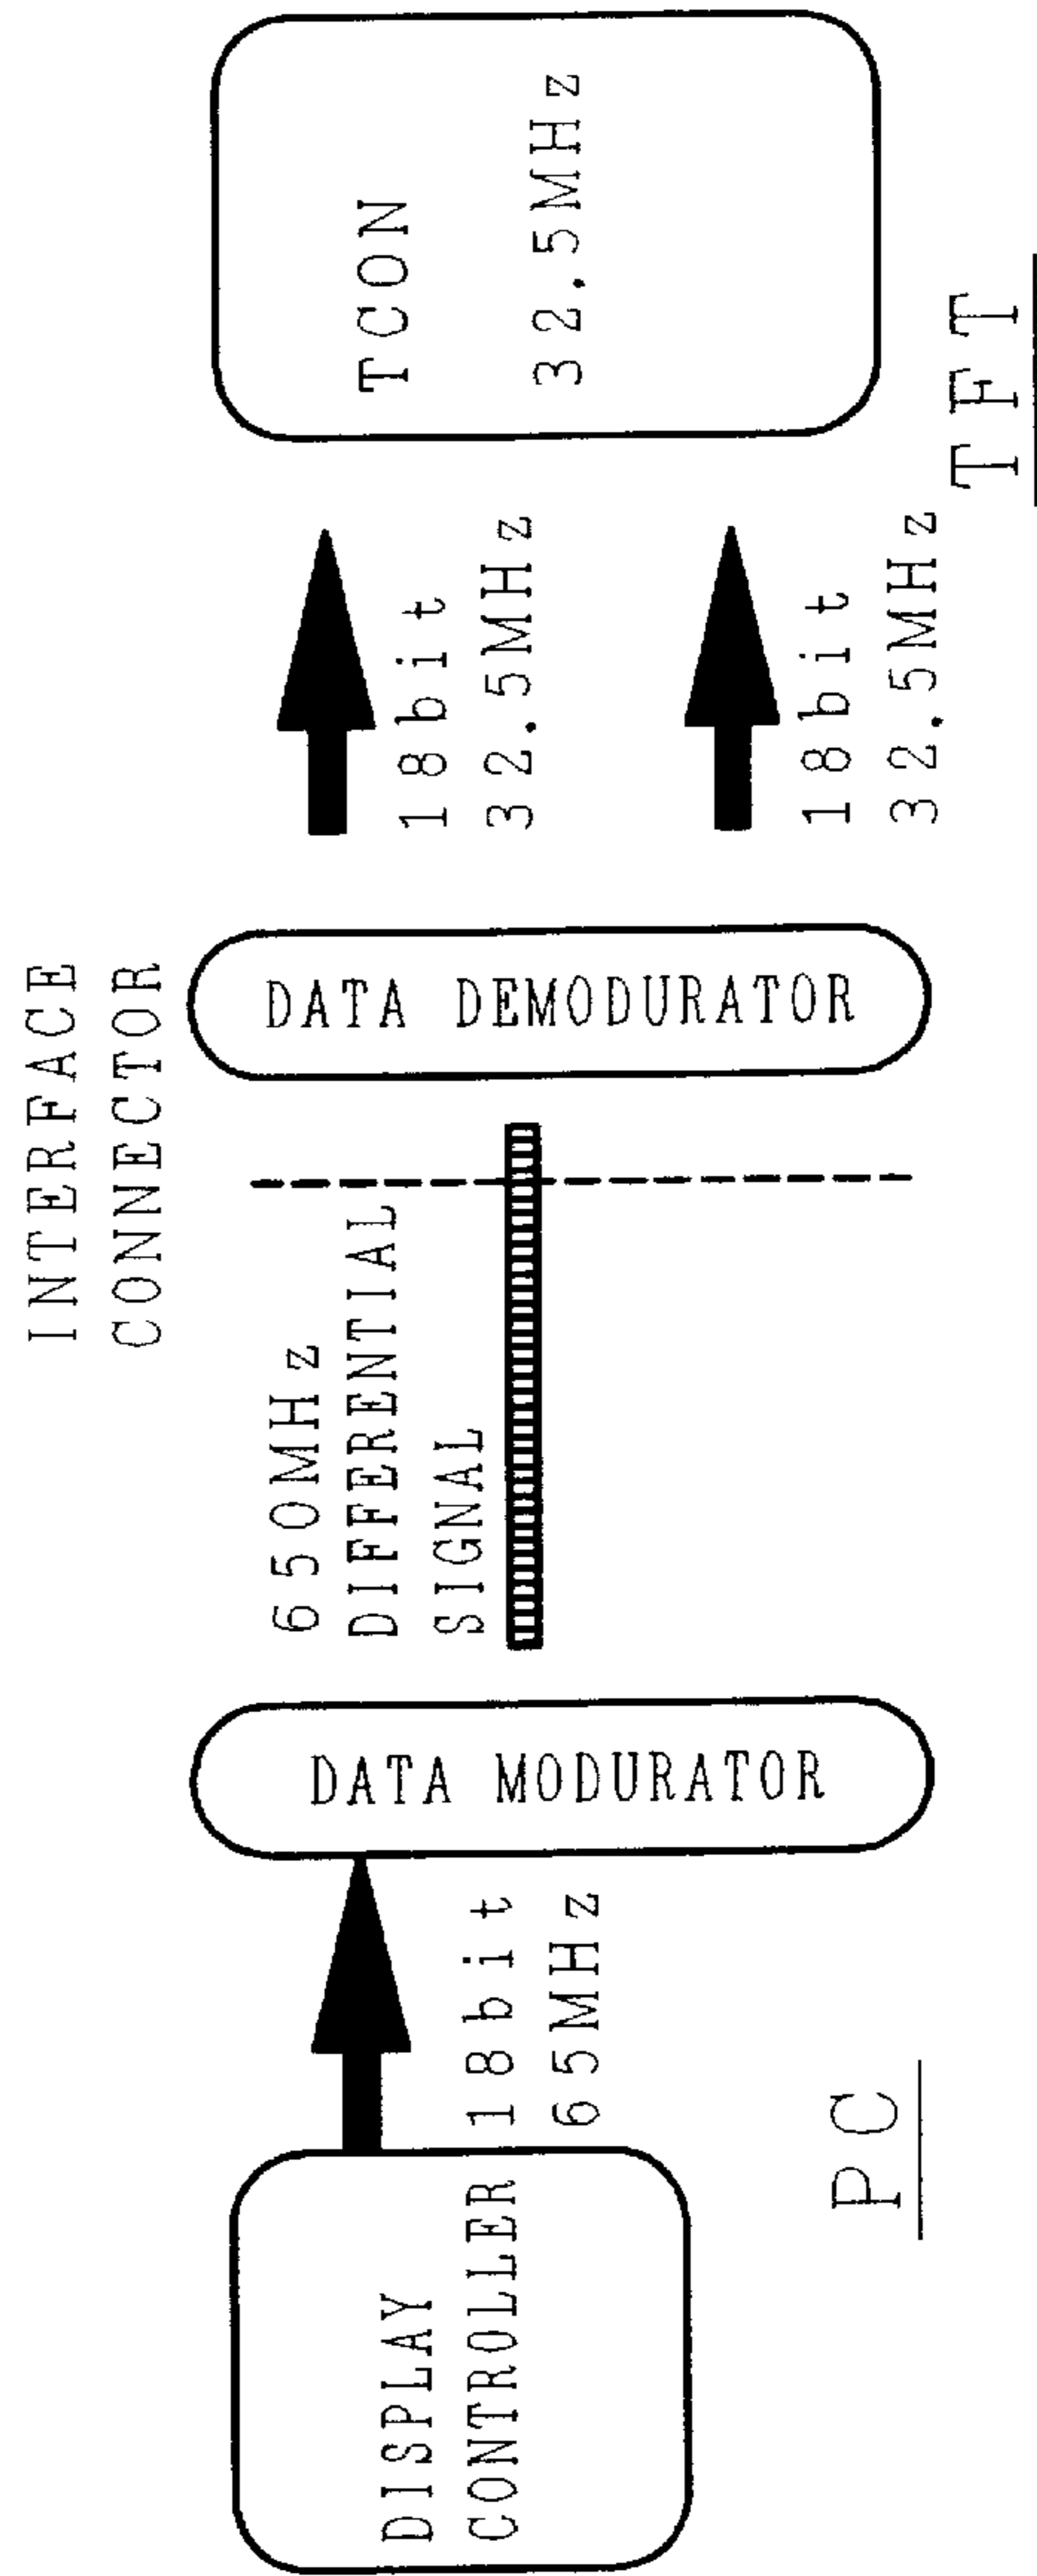 INTERFACE
CONNECTOR
DISPLAY
CONTROLLER
18bit
65MHz
DATA MODURATOR
650MHz
DIFFERENTIAL
SIGNAL
DATA DEMODURATOR
18bit
32.5MHz
18bit
32.5MHz
TCON
32.5MHz
PC
TFT